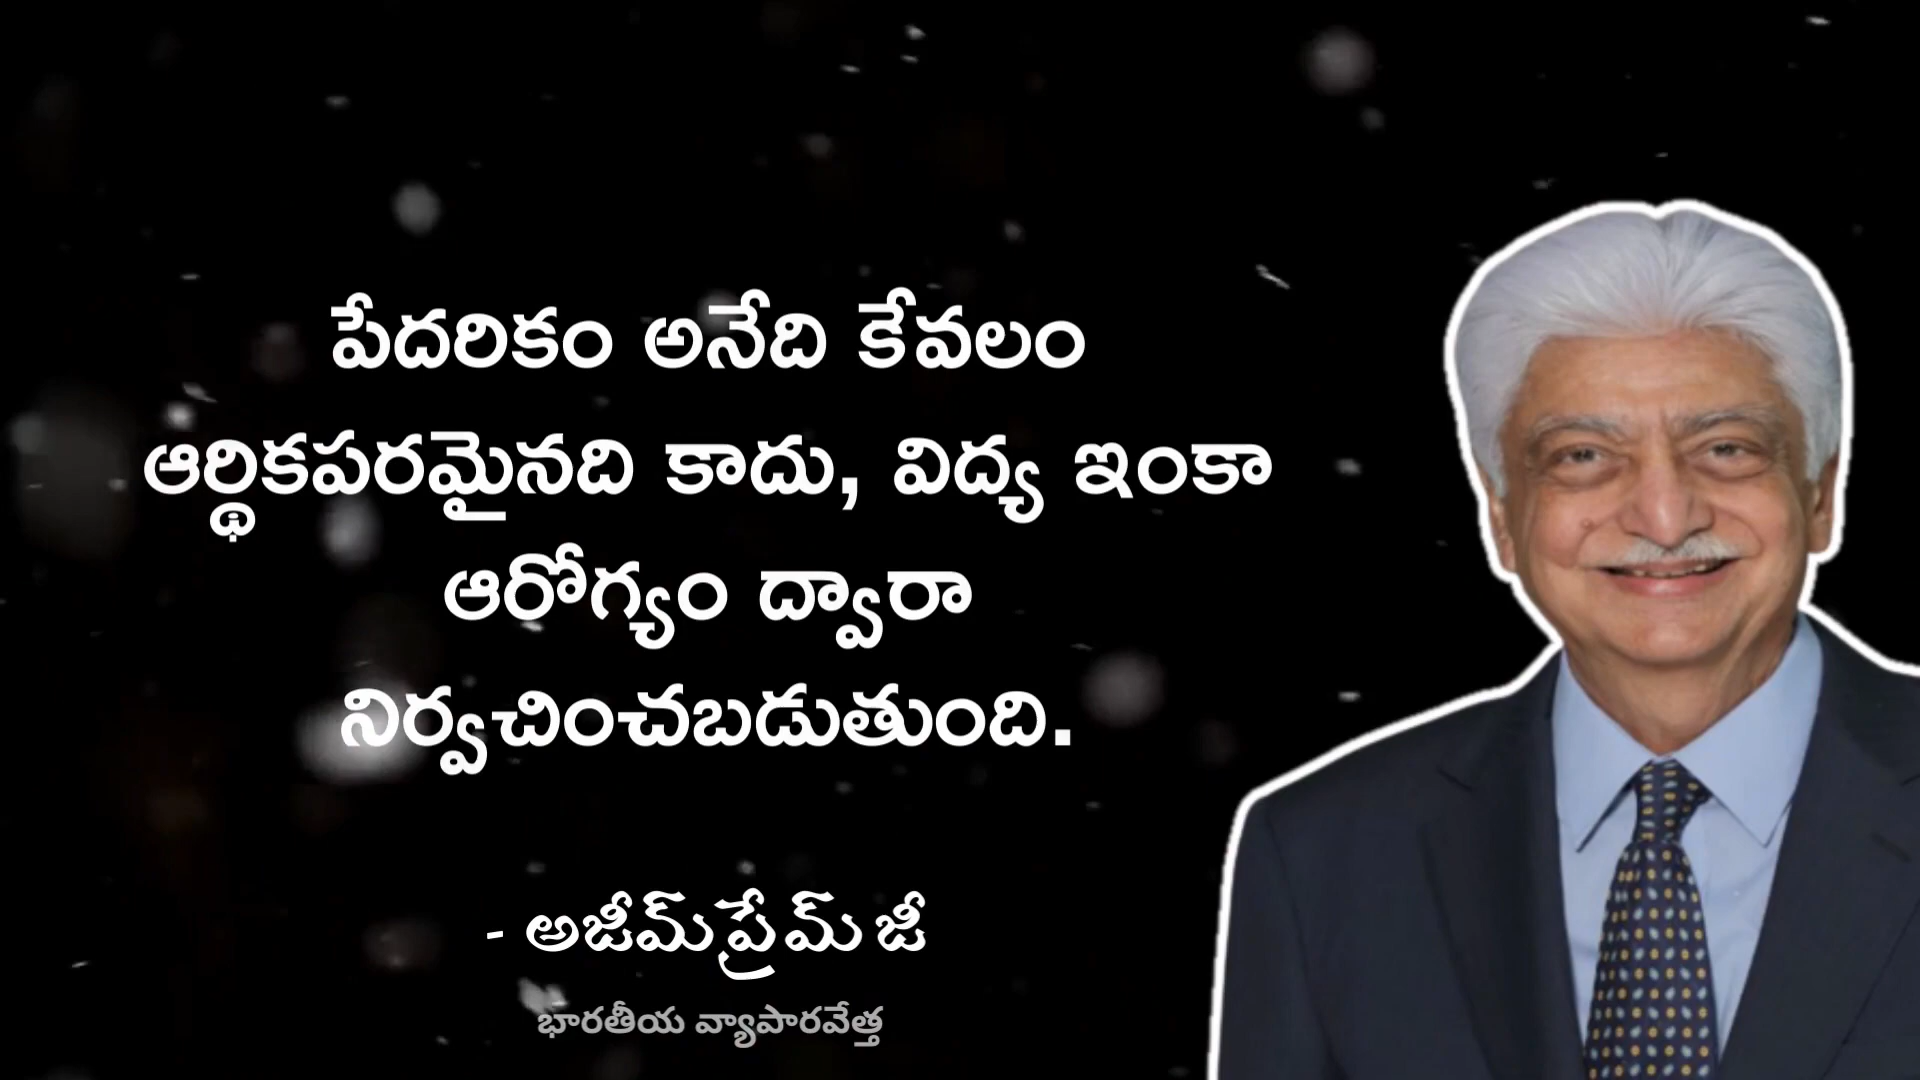 పేదరికం అనేది కేవలం
ఆర్థికపరమైనది కాదు, విద్య ఇంకా
ఆరోగ్యం ద్వారా
నిర్వచించబడుతుంది.
- అజీమ్ ప్రేమ్ జీ
భారతీయ వ్యాపారవేత్త